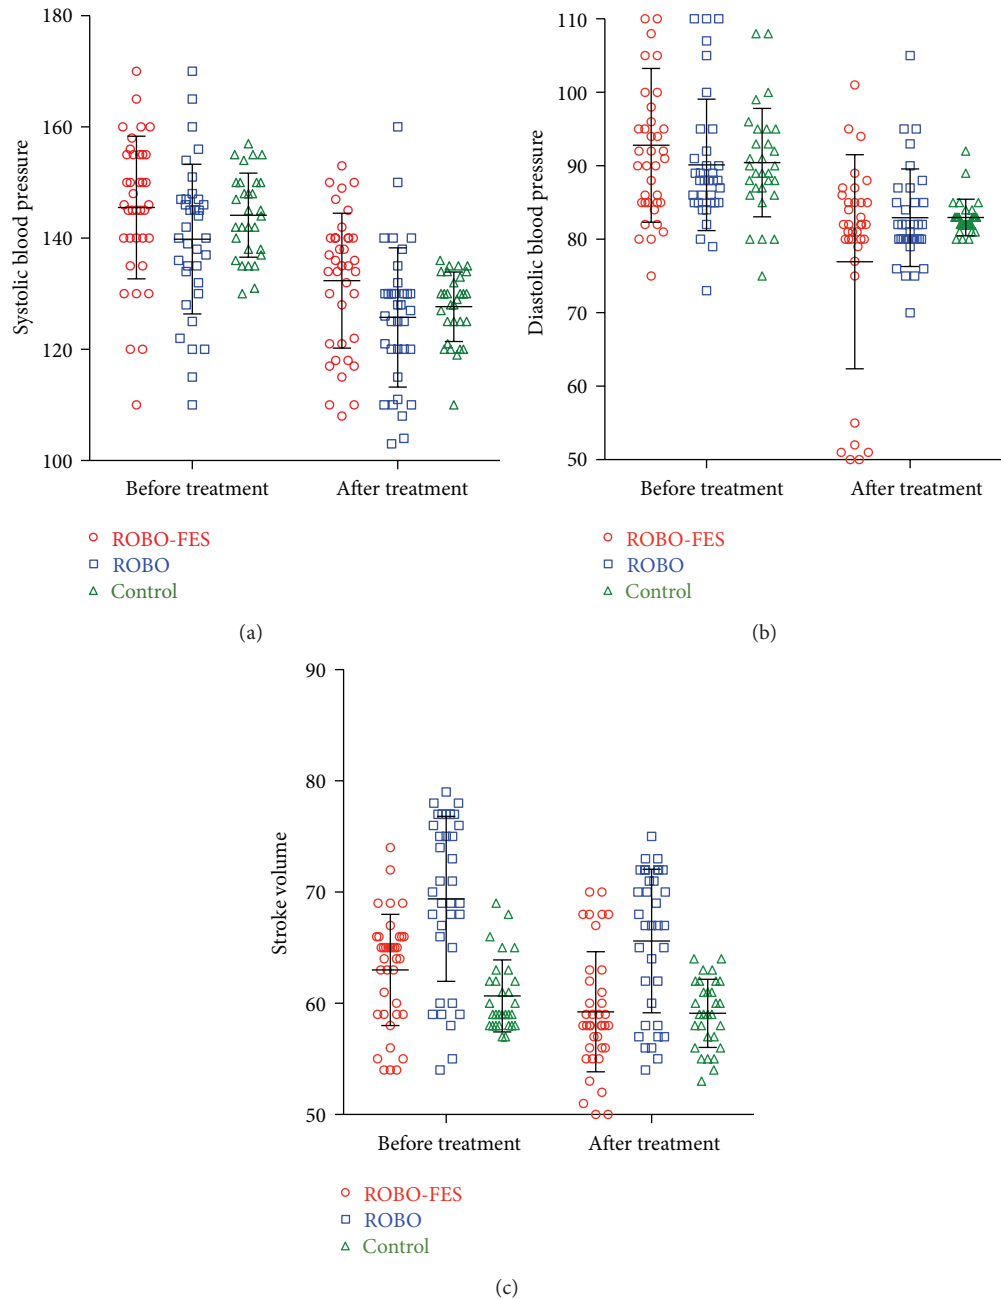 180
160
140
120
100
Systolic blood pressure
Before treatment
After treatment
ROBO-FES
ROBO
Control
(a)
110
100
90
80
70
60
50
Diastolic blood pressure
Before treatment
After treatment
ROBO-FES
ROBO
Control
(b)
90
80
70
60
50
Stroke volume
Before treatment
After treatment
ROBO-FES
ROBO
Control
(c)